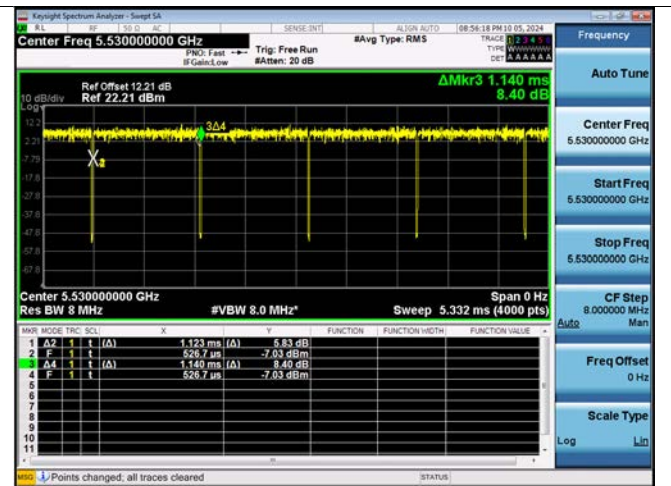 Keysight Spectrum Analyzer - Swept SA
RL RF 50 Ω AC SENSE:INT ALIGN AUTO 08:56:18 PM 10 05, 2024
Center Freq 5.530000000 GHz #Avg Type: RMS TRACE 1 2 3 4 5 6
PNO: Fast Trig: Free Run TYPE W
IFGain:Low #Atten: 20 dB DET A A A A A A
Ref Offset 12.21 dB ΔMkr3 1.140 ms
10 dB/div Ref 22.21 dBm 8.40 dB
Log
12.2
3Δ4
2.21
-7.79
X
-17.8
-27.8
-37.8
-47.8
-57.8
-67.8
Center 5.530000000 GHz Span 0 Hz
Res BW 8 MHz #VBW 8.0 MHz* Sweep 5.332 ms (4000 pts)
MKR MODE TRC SCL X Y FUNCTION FUNCTION WIDTH FUNCTION VALUE
1 Δ2 1 t (Δ) 1.123 ms (Δ) 5.83 dB
2 F 1 t 526.7 µs -7.03 dBm
3 Δ4 1 t (Δ) 1.140 ms (Δ) 8.40 dB
4 F 1 t 526.7 µs -7.03 dBm
5
6
7
8
9
10
11
MSG Points changed; all traces cleared STATUS
Frequency
Auto Tune
Center Freq
5.530000000 GHz
Start Freq
5.530000000 GHz
Stop Freq
5.530000000 GHz
CF Step
8.000000 MHz
Auto Man
Freq Offset
0 Hz
Scale Type
Log Lin